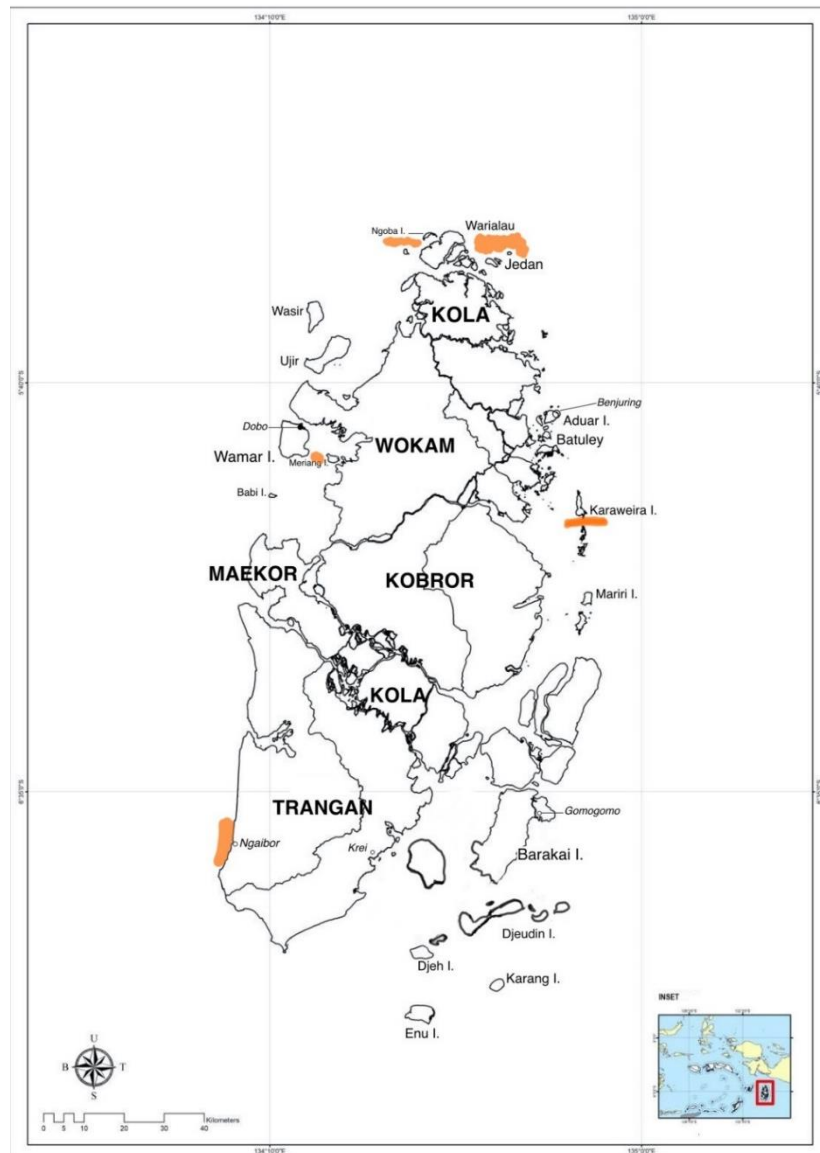 134°10'0"E
135°0'0"E
Ngoba I.
Warialau
Jedan
KOLA
Wasir
Ujir
Benjuring
Aduar I.
Dobo
Batuley
WOKAM
Wamar I.
Meriang I.
Babi I.
Karaweira I.
MAEKOR
KOBROR
Mariri I.
KOLA
TRANGAN
Gomogomo
Ngaibor
Krei
Barakai I.
Djeudin I.
Djeh I.
Karang I.
Enu I.
INSET
U
B
T
S
0 5 10 20 30 40
Kilometers
134°10'0"E
135°0'0"E